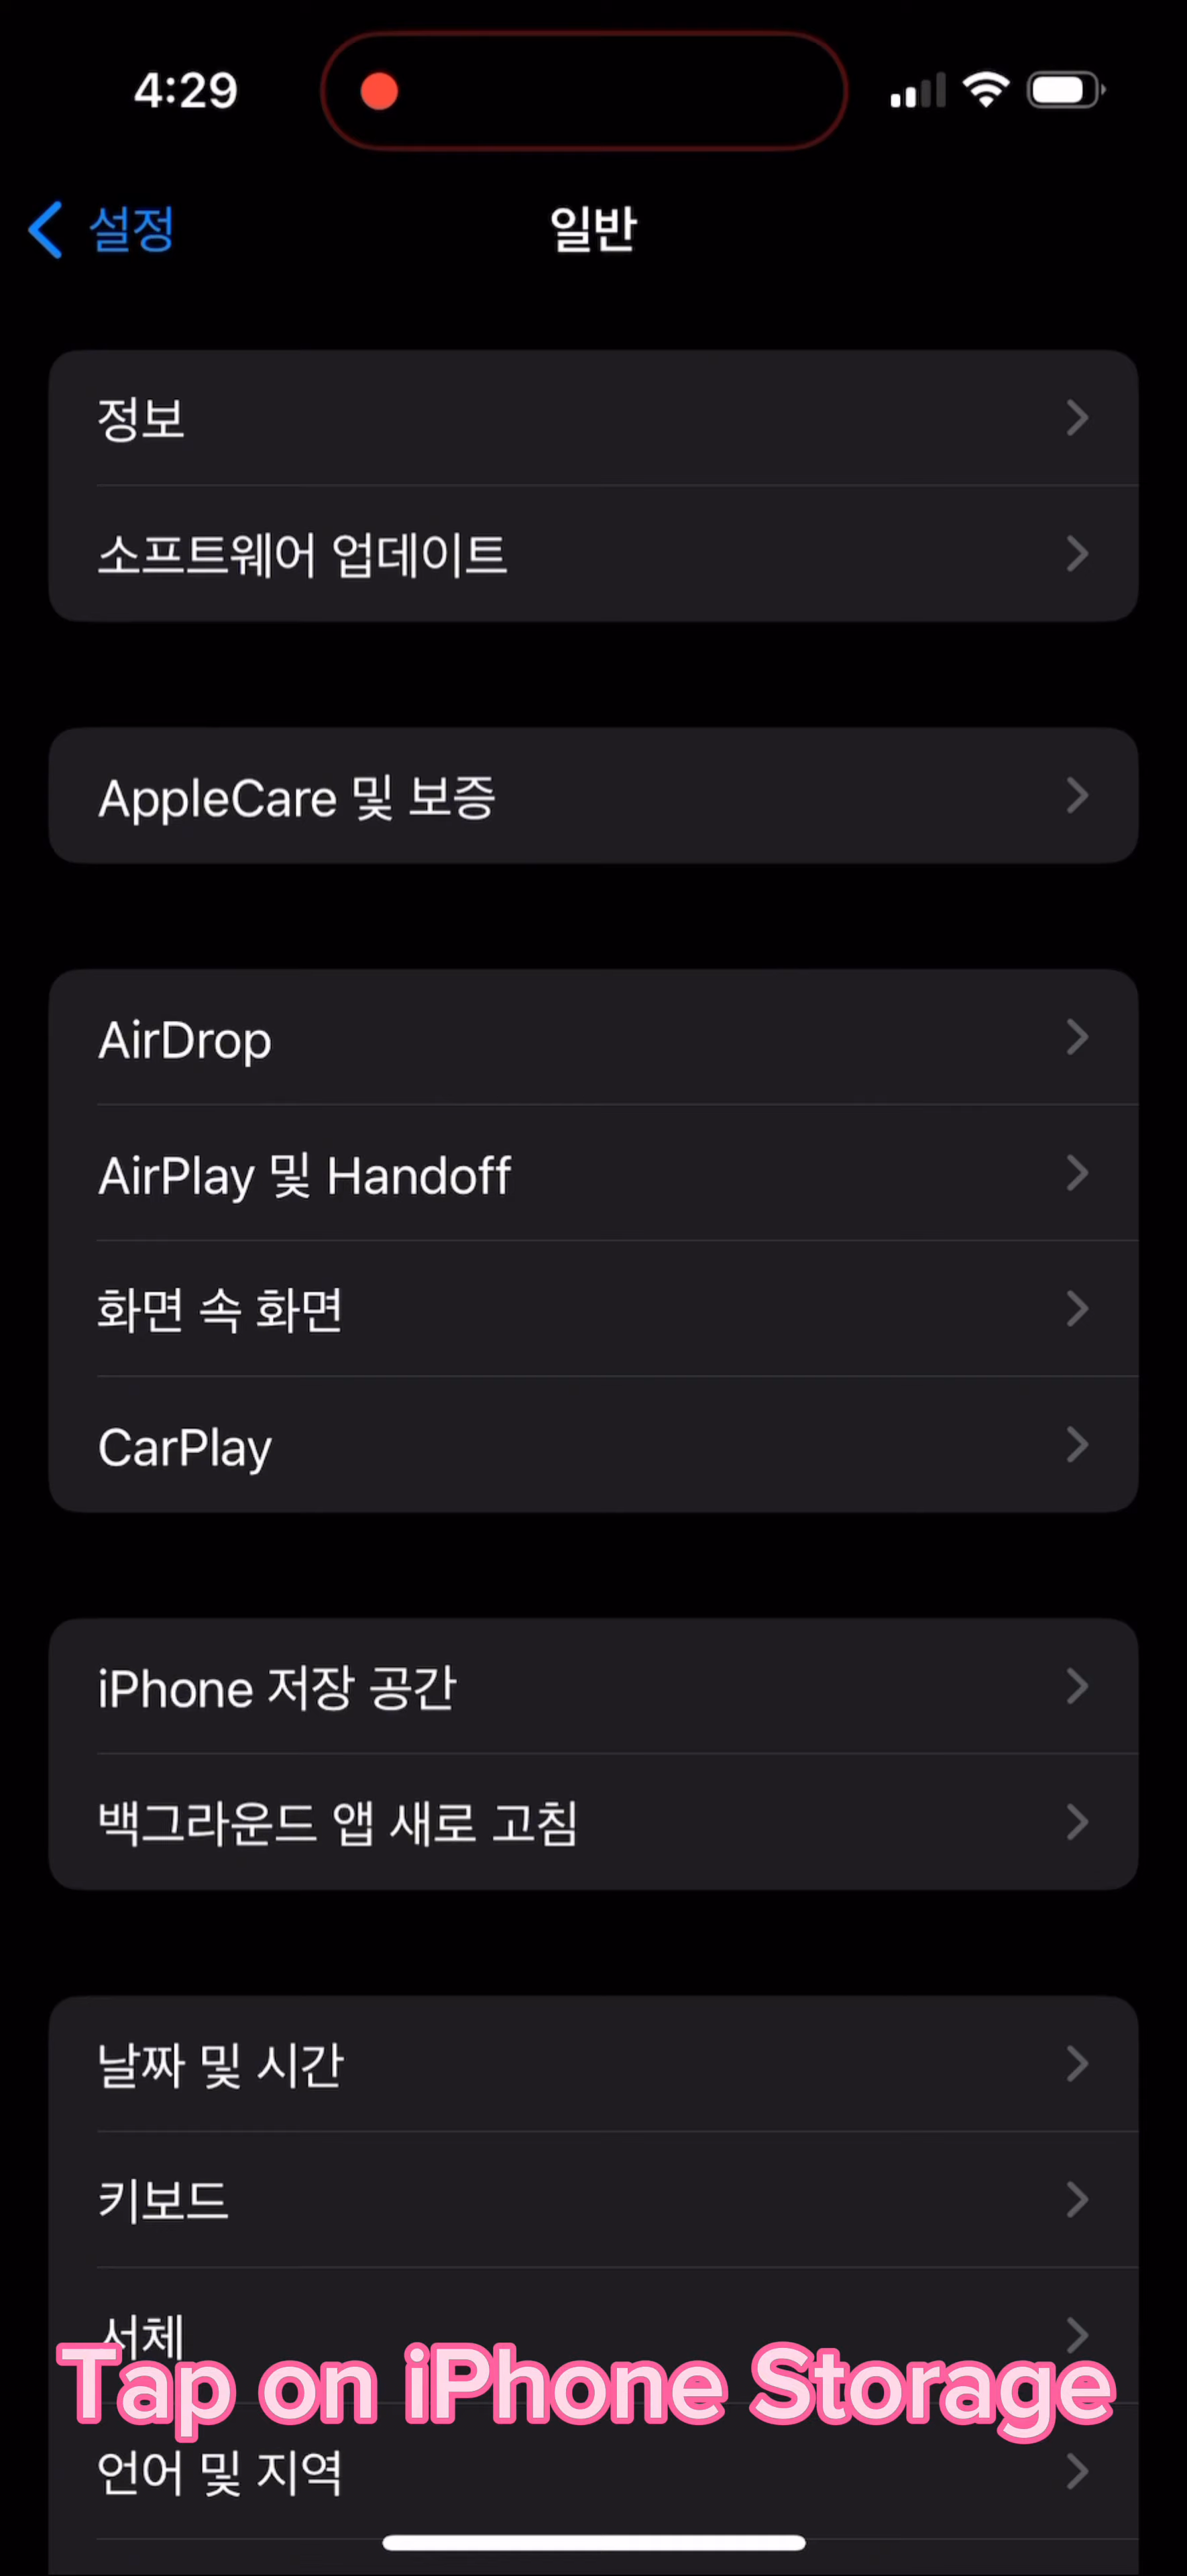 4:29
설정
일반
정보
소프트웨어 업데이트
AppleCare 및 보증
AirDrop
AirPlay 및 Handoff
화면 속 화면
CarPlay
iPhone 저장 공간
백그라운드 앱 새로 고침
날짜 및 시간
키보드
서체
Tap on iPhone Storage
언어 및 지역